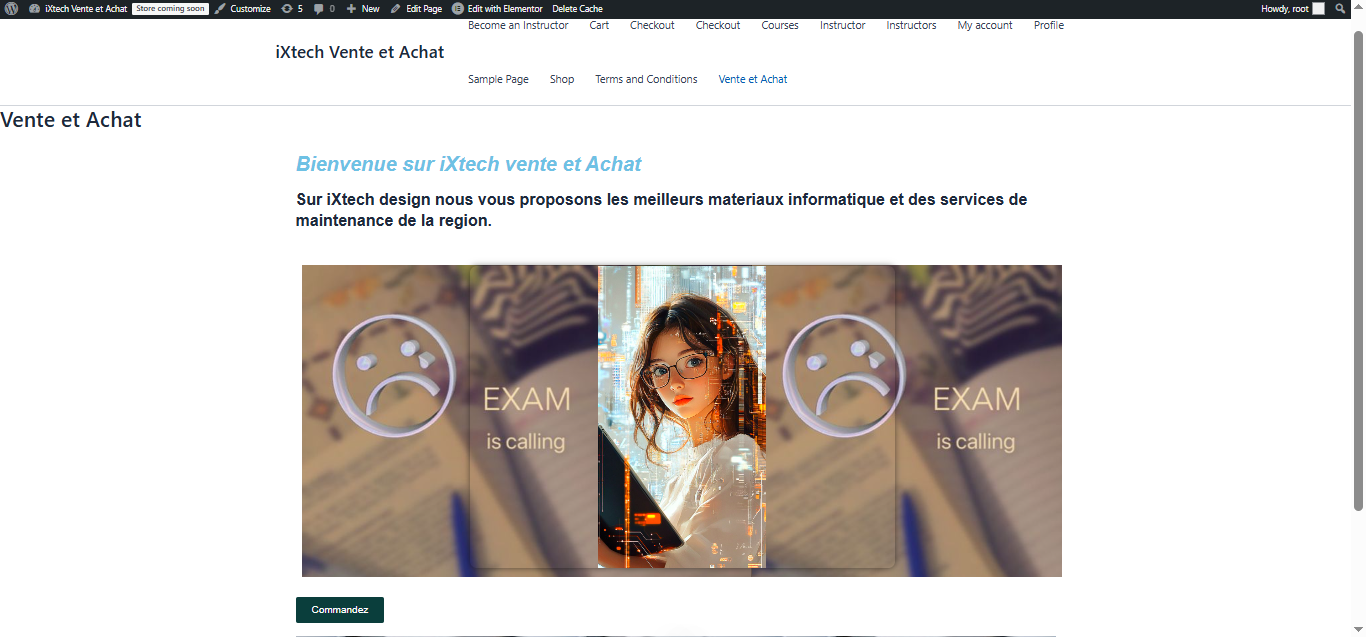 iXtech Vente et Achat Store coming soon Customize 5 0 New Edit Page Edit with Elementor Delete Cache Howdy, root
Become an Instructor Cart Checkout Checkout Courses Instructor Instructors My account Profile
iXtech Vente et Achat
Sample Page Shop Terms and Conditions Vente et Achat
Vente et Achat
Bienvenue sur iXtech vente et Achat
Sur iXtech design nous vous proposons les meilleurs materiaux informatique et des services de
maintenance de la region.
EXAM EXAM
is calling is calling
Commandez